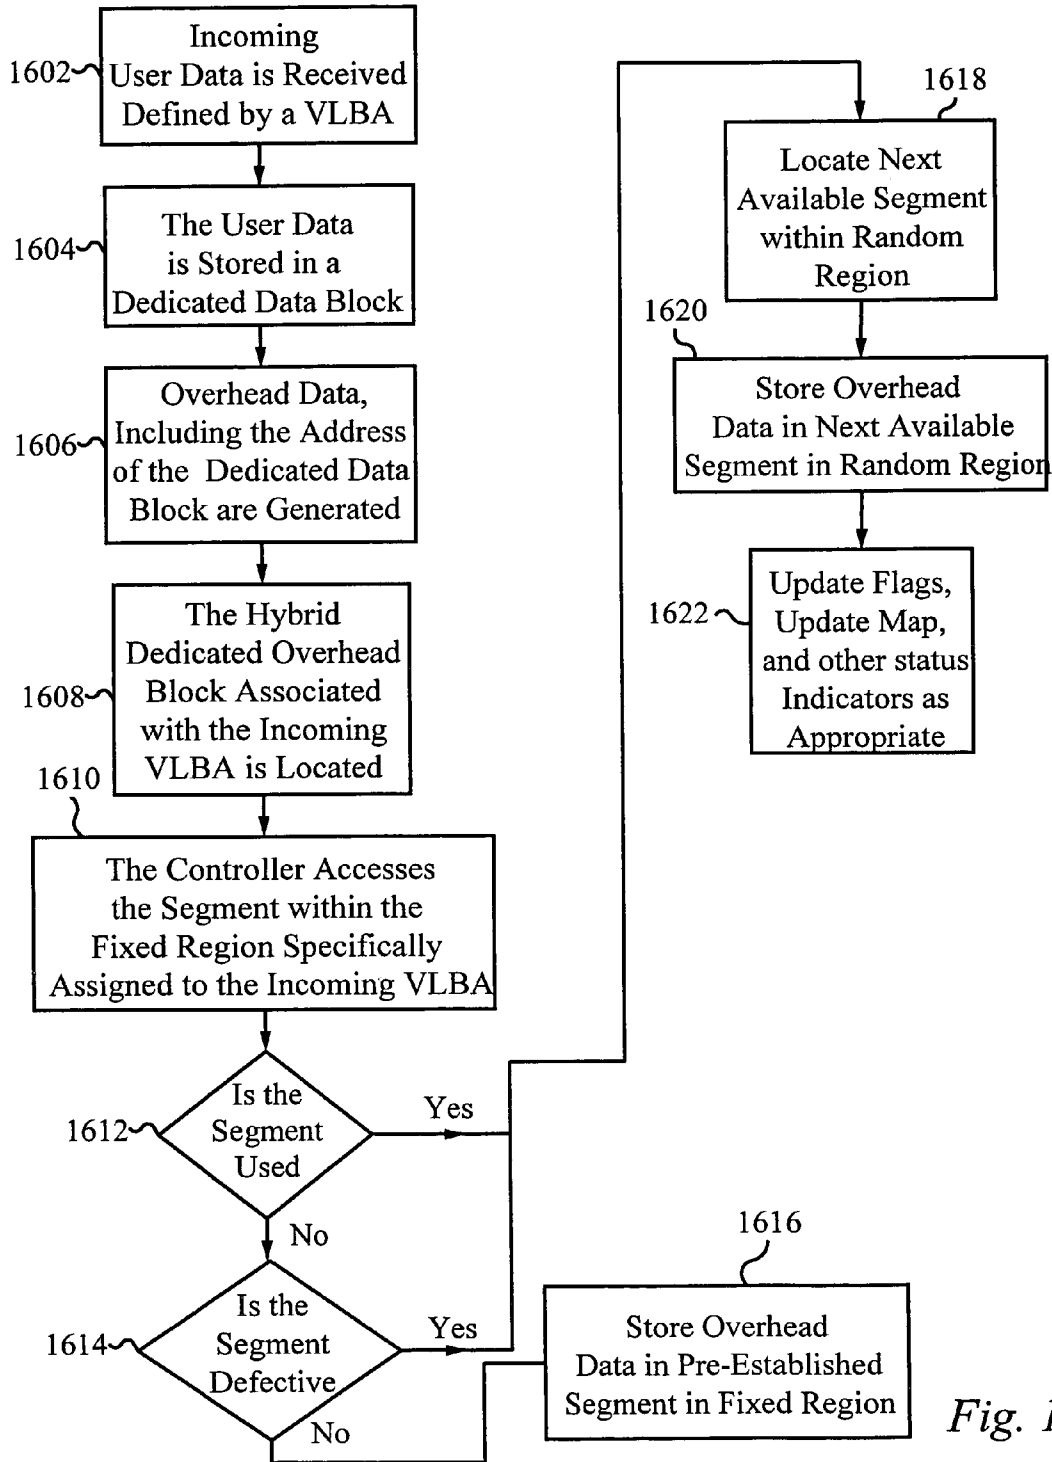 Incoming
1602
User Data is Received
Defined by a VLBA
The User Data
1604
is Stored in a
Dedicated Data Block
Overhead Data,
1606
Including the Address
of the Dedicated Data
Block are Generated
The Hybrid
Dedicated Overhead
1608
Block Associated
with the Incoming
VLBA is Located
1610
The Controller Accesses
the Segment within the
Fixed Region Specifically
Assigned to the Incoming VLBA
1612
Is the
Segment
Used
Yes
No
1614
Is the
Segment
Defective
Yes
No
1616
Store Overhead
Data in Pre-Established
Segment in Fixed Region
1618
Locate Next
Available Segment
within Random
Region
1620
Store Overhead
Data in Next Available
Segment in Random Region
1622
Update Flags,
Update Map,
and other status
Indicators as
Appropriate
Fig.